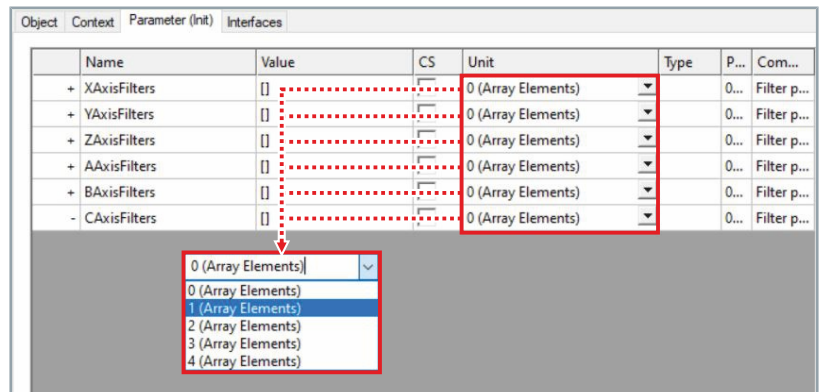 Object Context Parameter (Init) Interfaces
Name Value CS Unit Type P... Com...
+ XAxisFilters [] 0 (Array Elements) 0... Filter p...
+ YAxisFilters [] 0 (Array Elements) 0... Filter p...
+ ZAxisFilters [] 0 (Array Elements) 0... Filter p...
+ AAxisFilters [] 0 (Array Elements) 0... Filter p...
+ BAxisFilters [] 0 (Array Elements) 0... Filter p...
- CAxisFilters [] 0 (Array Elements) 0... Filter p...
0 (Array Elements)
0 (Array Elements)
1 (Array Elements)
2 (Array Elements)
3 (Array Elements)
4 (Array Elements)